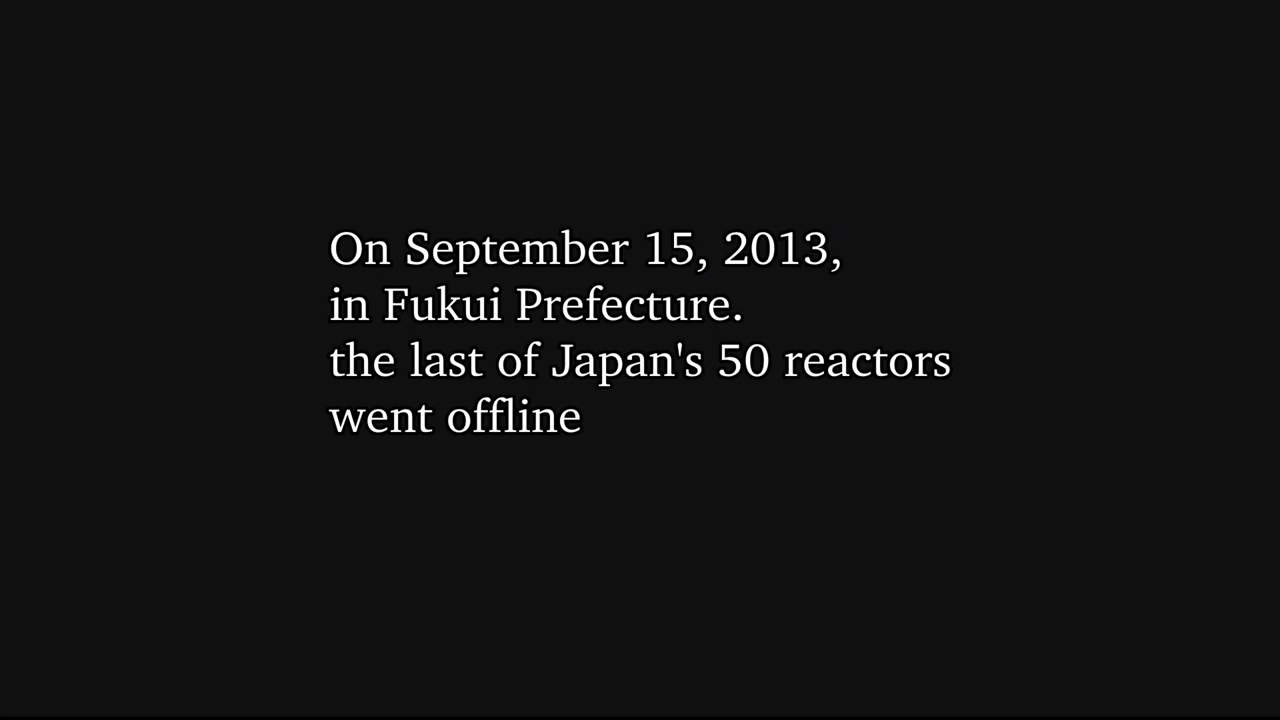 On September 15, 2013,
in Fukui Prefecture.
the last of Japan's 50 reactors
went offline